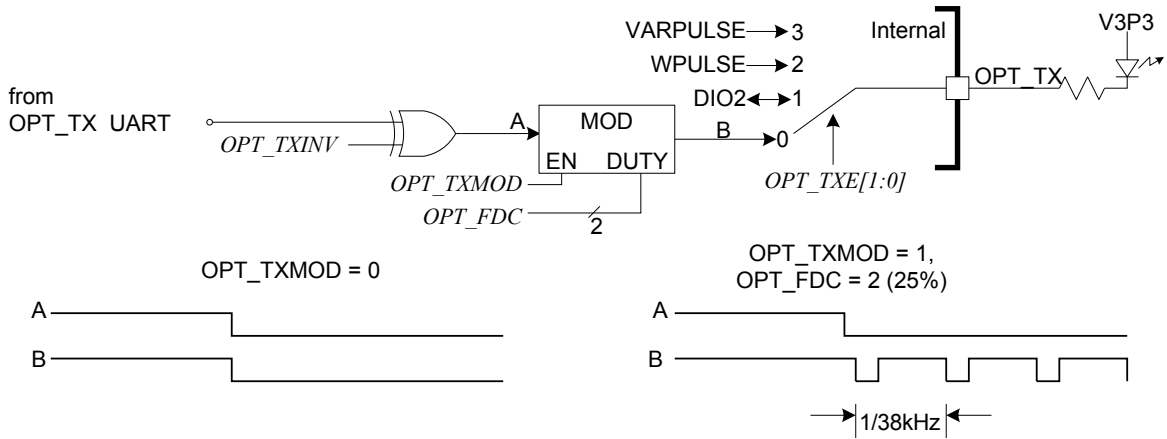 VARPULSE 3
WPULSE 2
DIO2 1
0
Internal
V3P3
OPT_TX
from
OPT_TX UART
OPT_TXINV
A
MOD
EN DUTY
B
OPT_TXMOD
OPT_FDC
2
OPT_TXE[1:0]
OPT_TXMOD = 0
A
B
OPT_TXMOD = 1,
OPT_FDC = 2 (25%)
A
B
1/38kHz